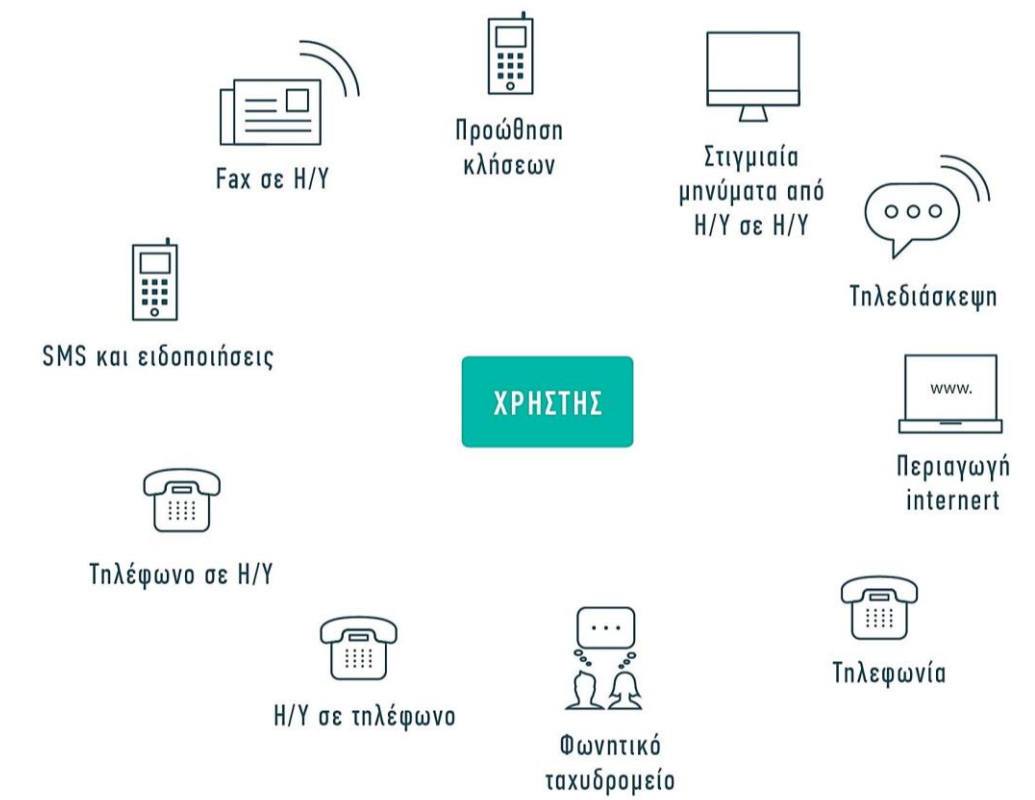 Προώθηση
κλήσεων
Fax σε Η/Υ
Στιγμιαία
μηνύματα από
Η/Υ σε Η/Υ
Τηλεδιάσκεψη
SMS και ειδοποιήσεις
ΧΡΗΣΤΗΣ
www.
Περιαγωγή
internert
Τηλέφωνο σε Η/Υ
Τηλεφωνία
Η/Υ σε τηλέφωνο
Φωνητικό
ταχυδρομείο